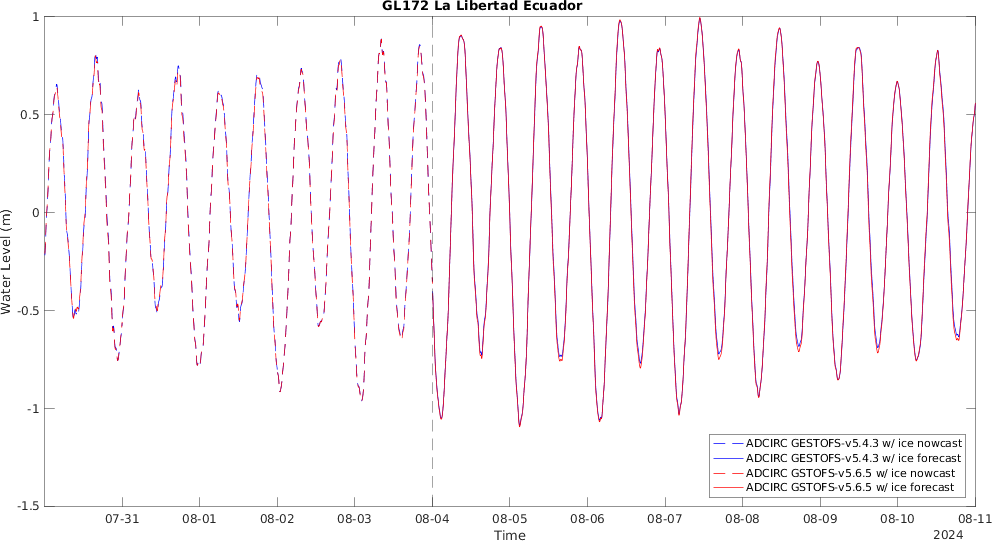 GL172 La Libertad Ecuador
Water Level (m)
1
0.5
0
-0.5
-1
-1.5
07-31 08-01 08-02 08-03 08-04 08-05 08-06 08-07 08-08 08-09 08-10 08-11
Time
2024
ADCIRC GESTOFS-v5.4.3 w/ ice nowcast
ADCIRC GESTOFS-v5.4.3 w/ ice forecast
ADCIRC GSTOFS-v5.6.5 w/ ice nowcast
ADCIRC GSTOFS-v5.6.5 w/ ice forecast